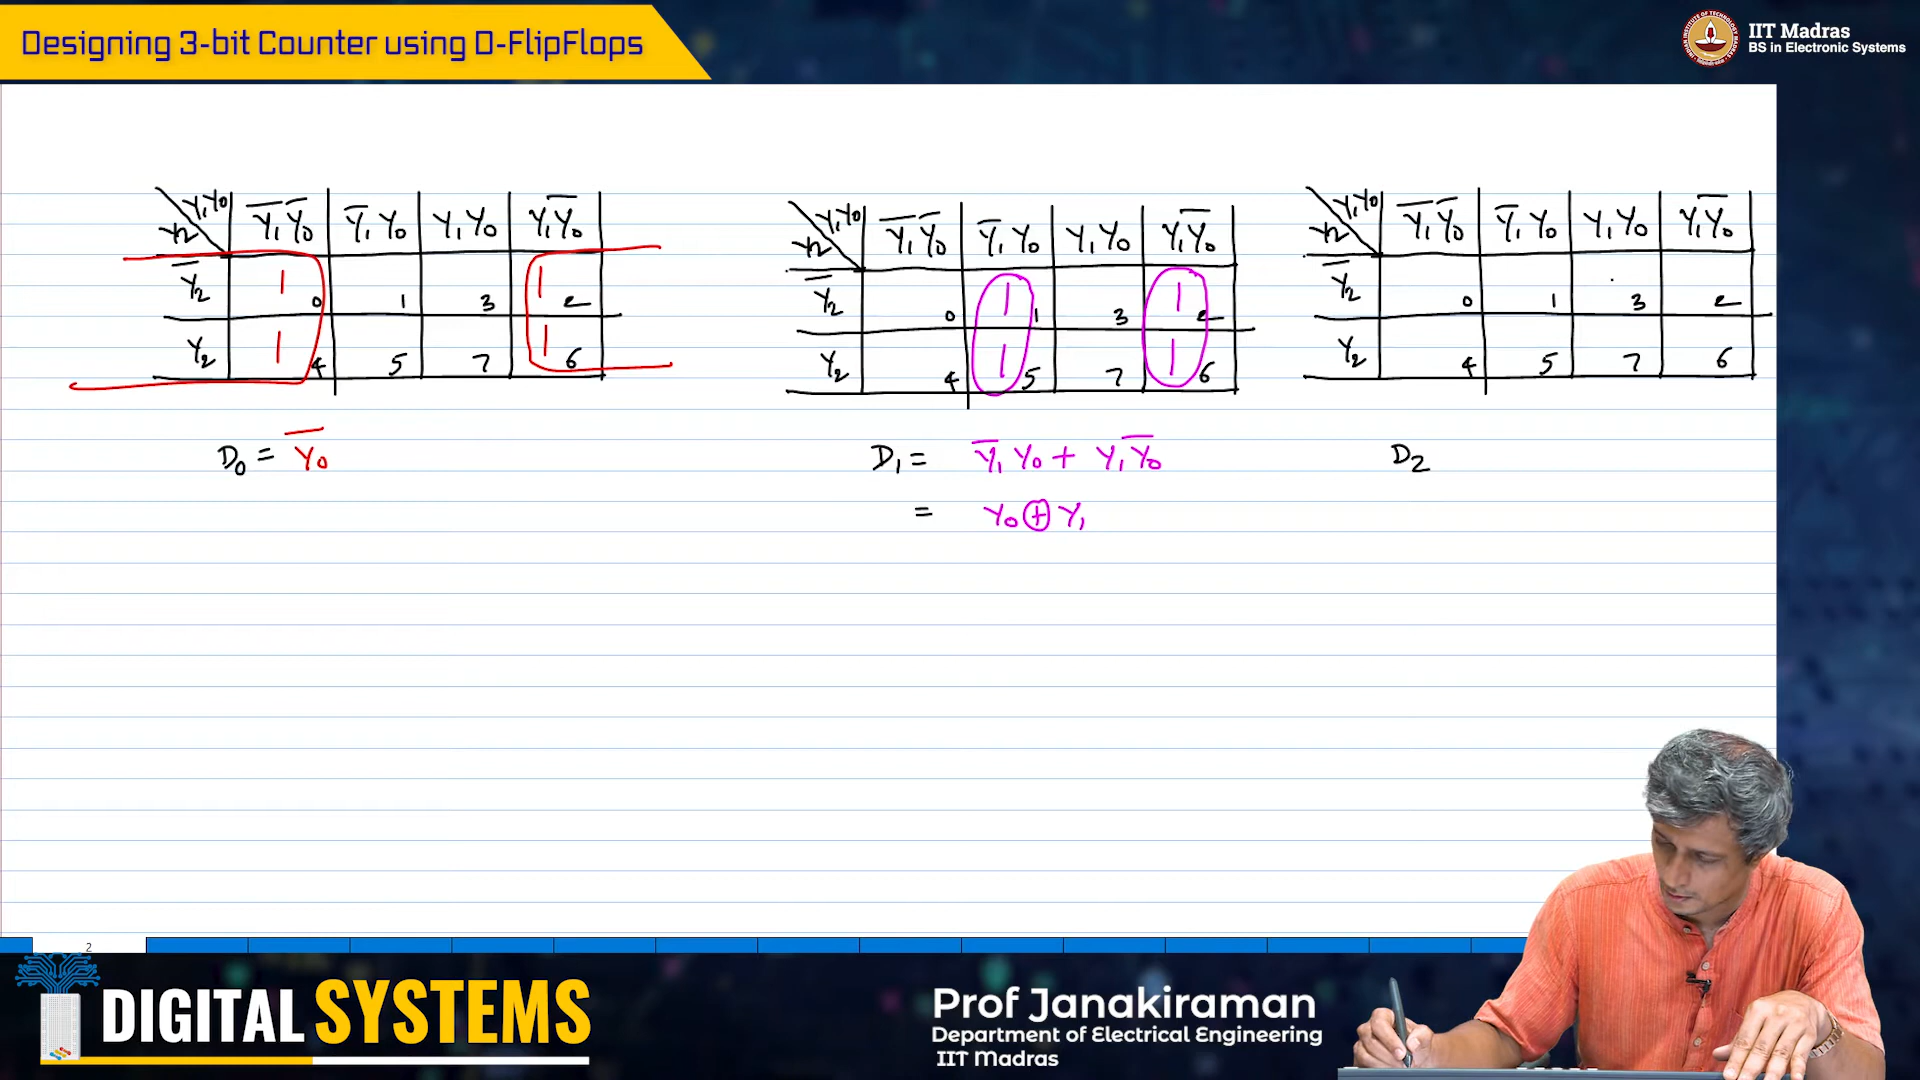 Designing 3-bit Counter using D-FlipFlops
IIT Madras
BS in Electronic Systems
Y₁Y₀
Y₂ Y̅₁Y̅₀ Y̅₁Y₀ Y₁Y₀ Y₁Y̅₀
Y̅₂ 1 0 1 3 1 2
Y₂ 1 4 5 7 1 6
D₀ = Y̅₀
Y₁Y₀
Y₂ Y̅₁Y̅₀ Y̅₁Y₀ Y₁Y₀ Y₁Y̅₀
Y̅₂ 0 1 1 3 1 2
Y₂ 4 1 5 7 1 6
D₁ = Y̅₁Y₀ + Y₁Y̅₀
= Y₀ ⊕ Y₁
Y₁Y₀
Y₂ Y̅₁Y̅₀ Y̅₁Y₀ Y₁Y₀ Y₁Y̅₀
Y̅₂ 0 1 3 2
Y₂ 4 5 7 6
D₂
2
DIGITAL SYSTEMS
Prof Janakiraman
Department of Electrical Engineering
IIT Madras